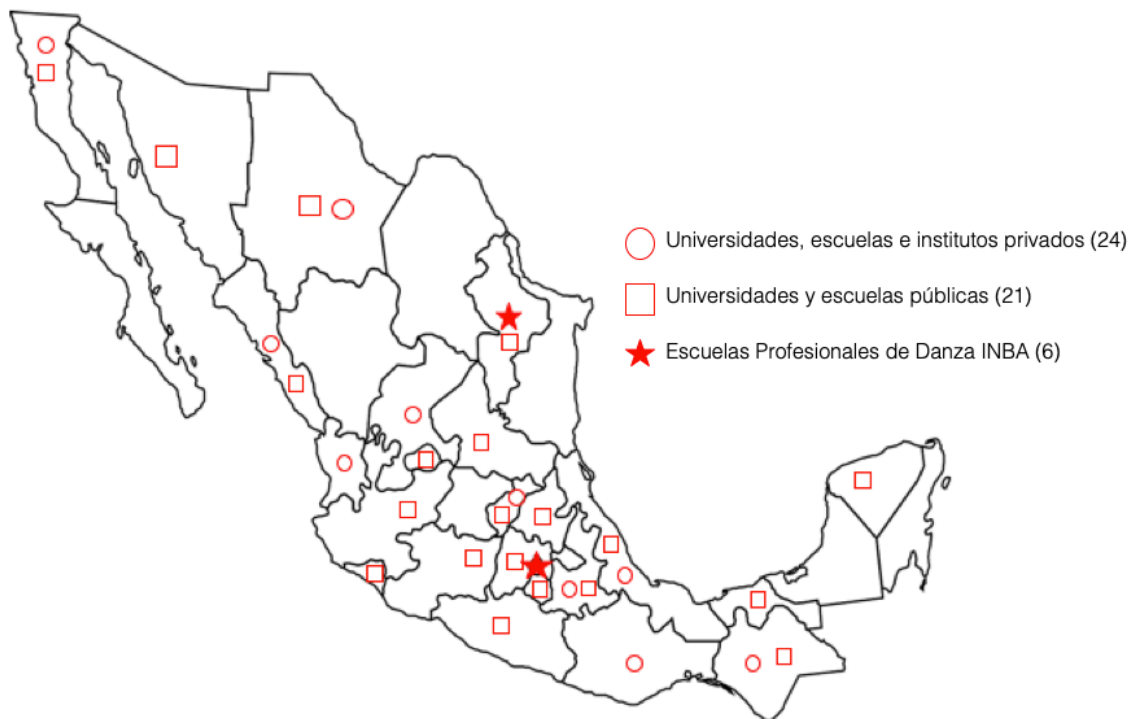 Universidades, escuelas e institutos privados (24)
Universidades y escuelas públicas (21)
Escuelas Profesionales de Danza INBA (6)